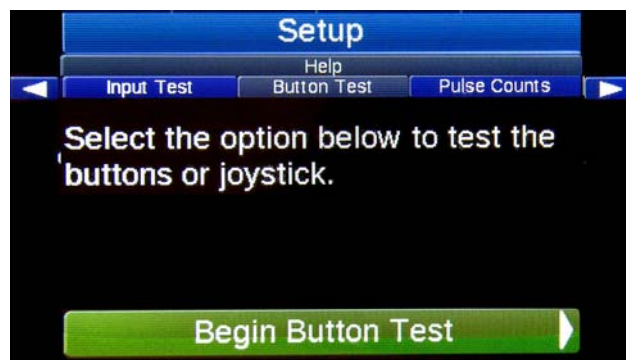 Setup
Help
Input Test Button Test Pulse Counts
Select the option below to test the
buttons or joystick.
Begin Button Test